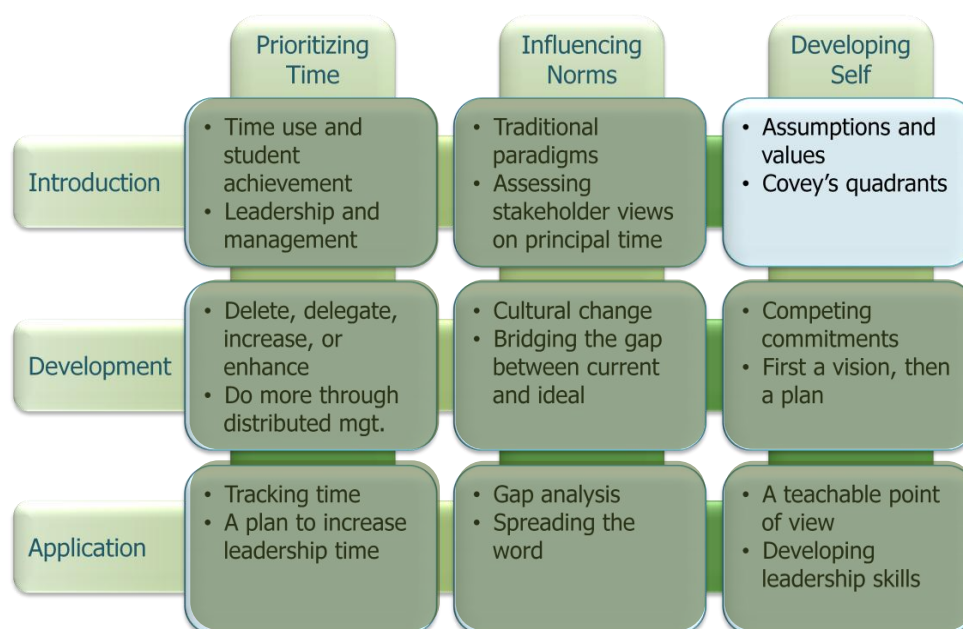 Prioritizing
Time
Influencing
Norms
Developing
Self
Introduction
• Time use and
student
achievement
• Leadership and
management
• Traditional
paradigms
• Assessing
stakeholder views
on principal time
• Assumptions and
values
• Covey’s quadrants
Development
• Delete, delegate,
increase, or
enhance
• Do more through
distributed mgt.
• Cultural change
• Bridging the gap
between current
and ideal
• Competing
commitments
• First a vision, then
a plan
Application
• Tracking time
• A plan to increase
leadership time
• Gap analysis
• Spreading the
word
• A teachable point
of view
• Developing
leadership skills